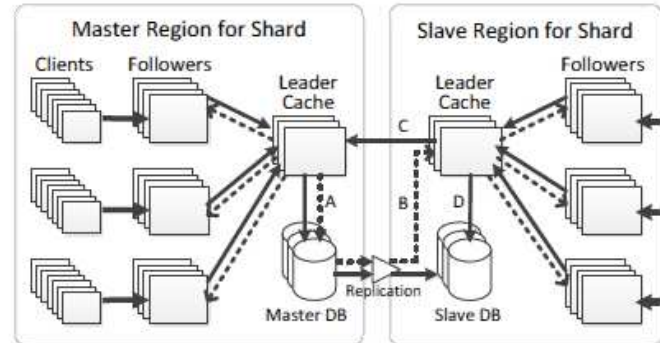 Master Region for Shard
Slave Region for Shard
Clients
Followers
Leader
Cache
Leader
Cache
Followers
C
A
B
D
Replication
Master DB
Slave DB